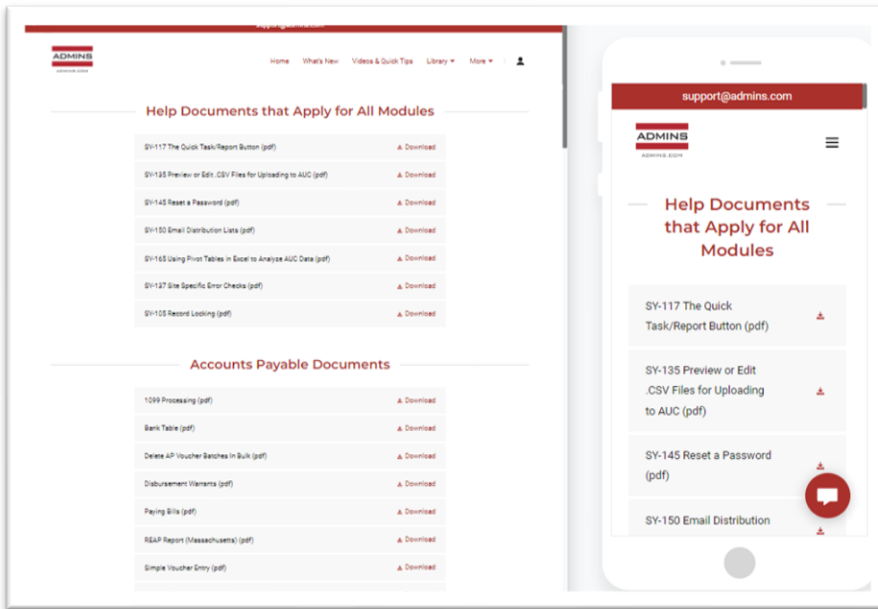 support@admins.com
ADMINS
ADMINS.COM
Home What's New Videos & Quick Tips Library More
Help Documents that Apply for All Modules
SY-117 The Quick Task/Report Button (pdf) Download
SY-135 Preview or Edit .CSV Files for Uploading to AUC (pdf) Download
SY-145 Reset a Password (pdf) Download
SY-150 Email Distribution Lists (pdf) Download
SY-165 Using Pivot Tables in Excel to Analyze AUC Data (pdf) Download
SY-137 Site Specific Error Checks (pdf) Download
SY-105 Record Locking (pdf) Download
Accounts Payable Documents
1099 Processing (pdf) Download
Bank Table (pdf) Download
Delete AP Voucher Batches In Bulk (pdf) Download
Disbursement Warrants (pdf) Download
Paying Bills (pdf) Download
REAP Report (Massachusetts) (pdf) Download
Simple Voucher Entry (pdf) Download
support@admins.com
ADMINS
ADMINS.COM
Help Documents
that Apply for All
Modules
SY-117 The Quick
Task/Report Button (pdf)
SY-135 Preview or Edit
.CSV Files for Uploading
to AUC (pdf)
SY-145 Reset a Password
(pdf)
SY-150 Email Distribution